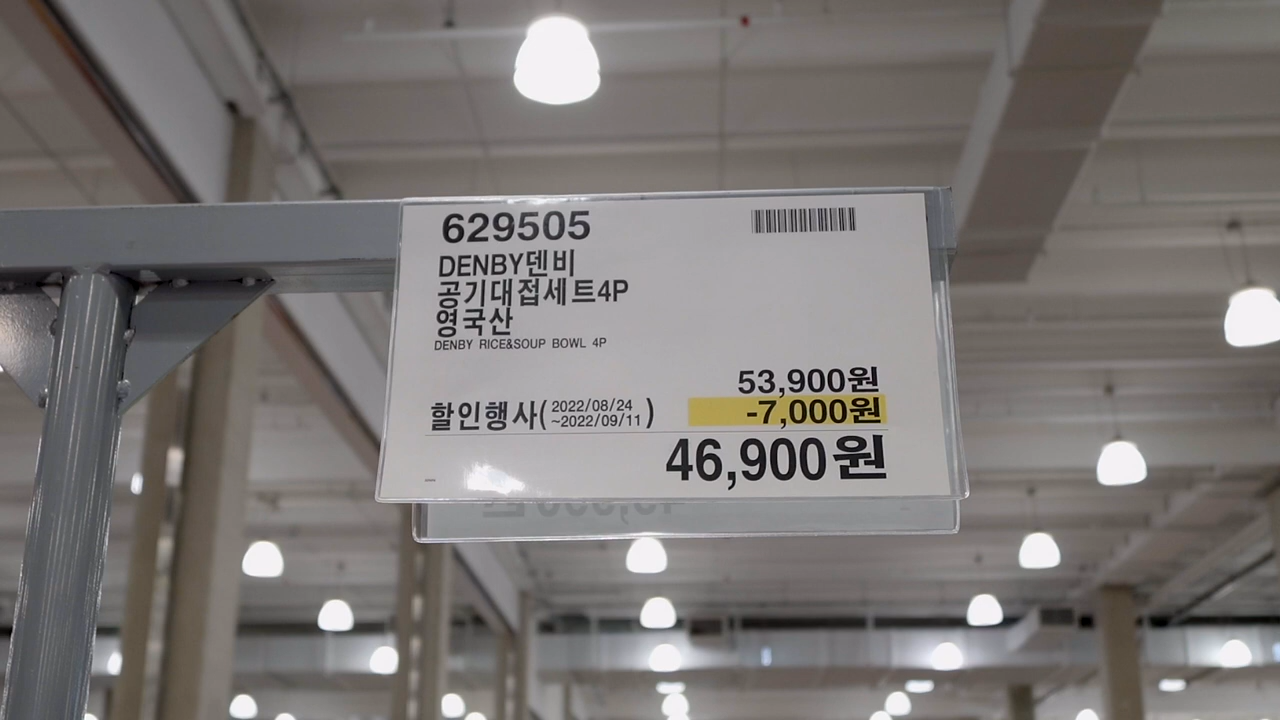 629505
DENBY덴비
공기대접세트4P
영국산
DENBY RICE&SOUP BOWL 4P
53,900원
할인행사(2022/08/24 ~2022/09/11) -7,000원
46,900원